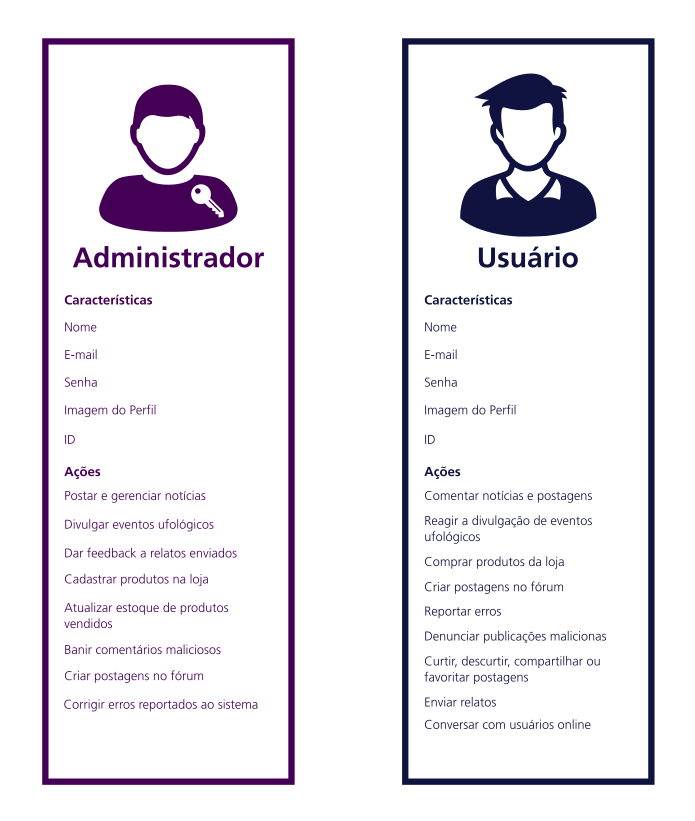 Administrador
Características
Nome
E-mail
Senha
Imagem do Perfil
ID
Ações
Postar e gerenciar notícias
Divulgar eventos ufológicos
Dar feedback a relatos enviados
Cadastrar produtos na loja
Atualizar estoque de produtos
vendidos
Banir comentários maliciosos
Criar postagens no fórum
Corrigir erros reportados ao sistema
Usuário
Características
Nome
E-mail
Senha
Imagem do Perfil
ID
Ações
Comentar notícias e postagens
Reagir a divulgação de eventos
ufológicos
Comprar produtos da loja
Criar postagens no fórum
Reportar erros
Denunciar publicações malicionas
Curtir, descurtir, compartilhar ou
favoritar postagens
Enviar relatos
Conversar com usuários online